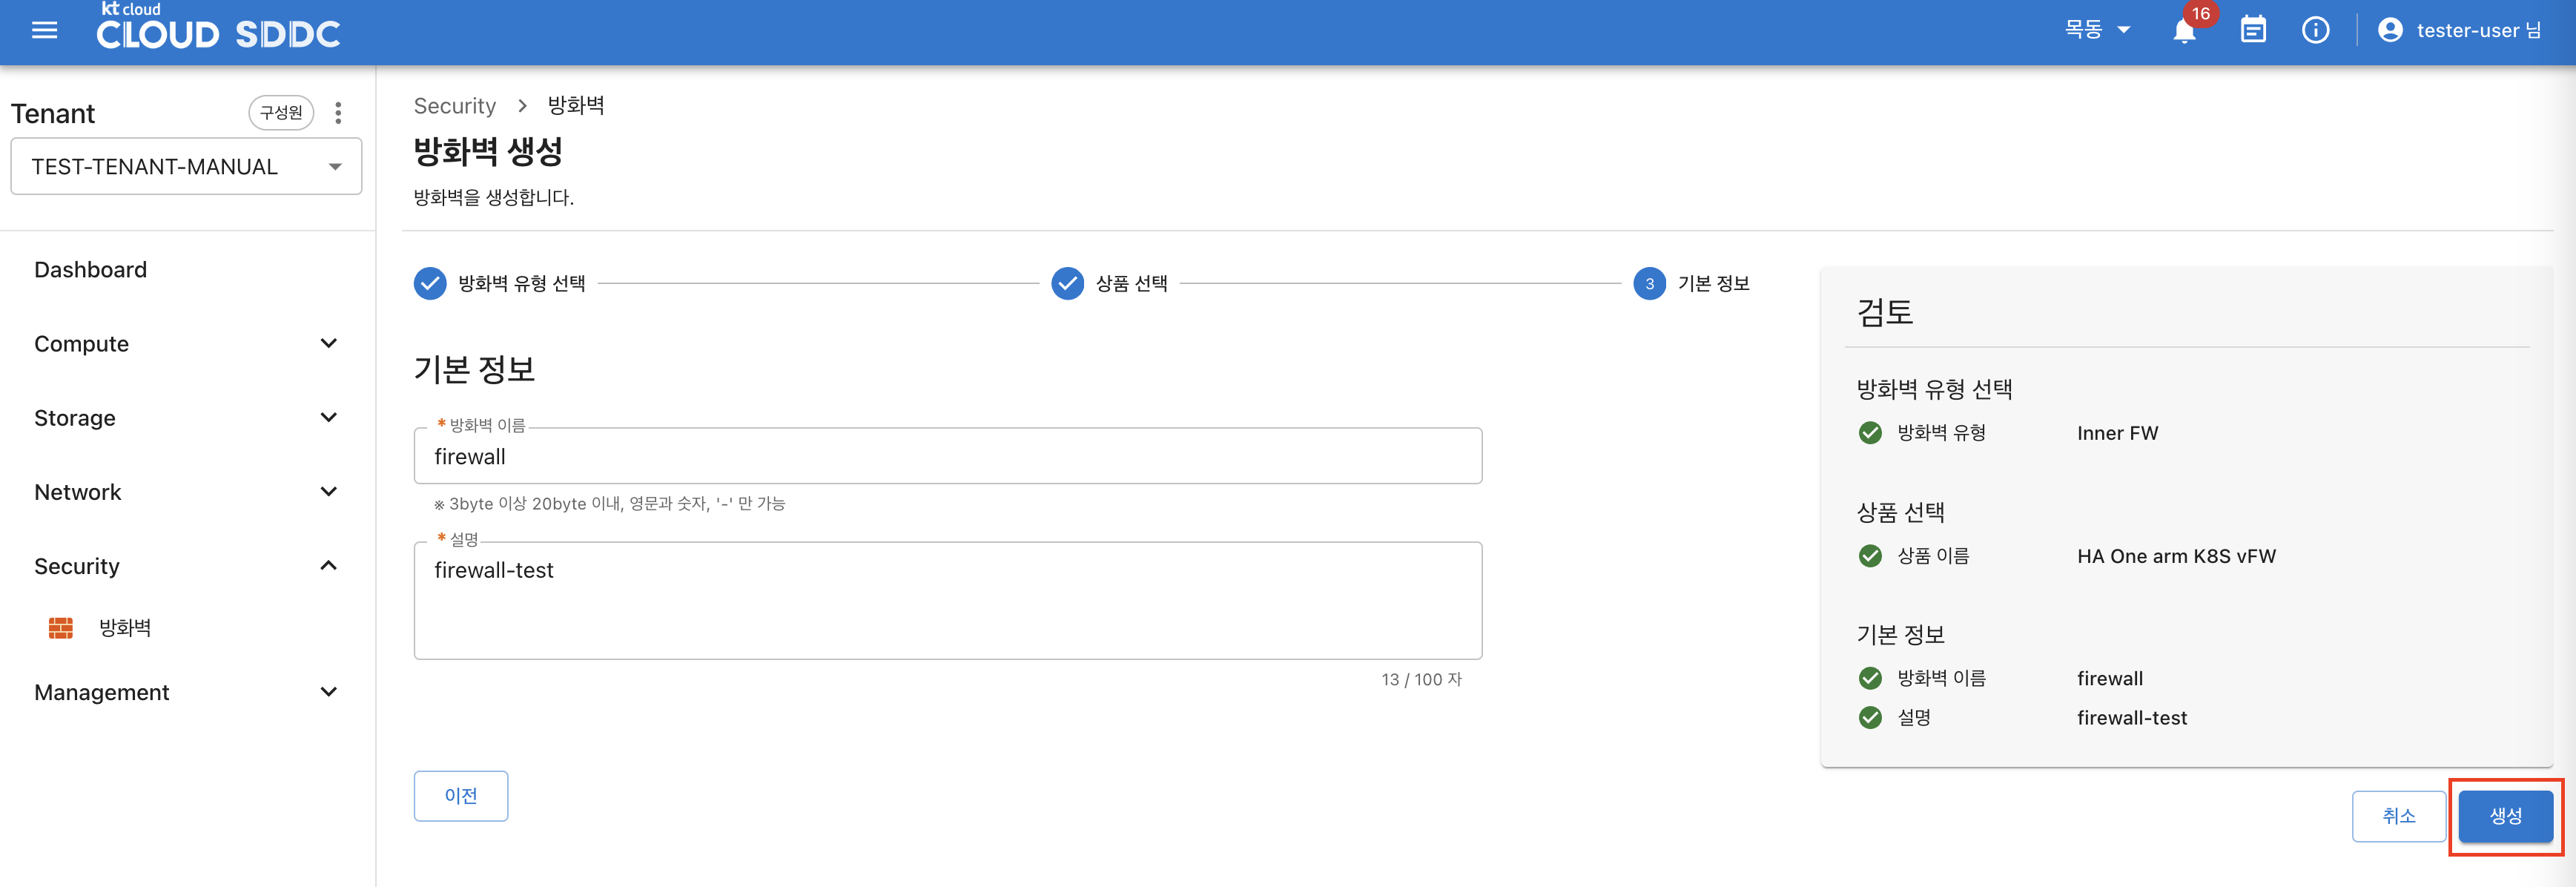 kt cloud
CLOUD SDDC
목동
16
tester-user 님
Tenant
구성원
TEST-TENANT-MANUAL
Dashboard
Compute
Storage
Network
Security
방화벽
Management
Security > 방화벽
방화벽 생성
방화벽을 생성합니다.
방화벽 유형 선택
상품 선택
3 기본 정보
기본 정보
* 방화벽 이름
firewall
※ 3byte 이상 20byte 이내, 영문과 숫자, '-' 만 가능
* 설명
firewall-test
13 / 100 자
이전
검토
방화벽 유형 선택
방화벽 유형 Inner FW
상품 선택
상품 이름 HA One arm K8S vFW
기본 정보
방화벽 이름 firewall
설명 firewall-test
취소
생성